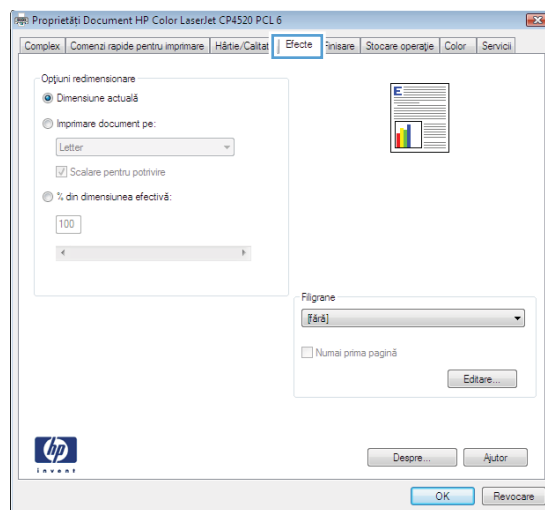 Proprietăți Document HP Color LaserJet CP4520 PCL 6
Complex Comenzi rapide pentru imprimare Hârtie/Calitat Efecte Finisare Stocare operație Color Servicii
Opțiuni redimensionare
Dimensiune actuală
Imprimare document pe:
Letter
Scalare pentru potrivire
% din dimensiunea efectivă:
100
E
Filigrane
[fără]
Numai prima pagină
Editare...
hp
invent
Despre... Ajutor
OK Revocare